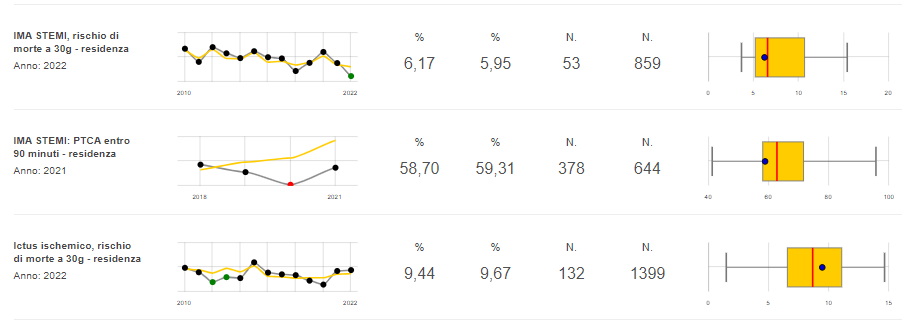 IMA STEMI, rischio di
morte a 30g - residenza
Anno: 2022
2010 2022
% % N. N.
6,17 5,95 53 859
0 5 10 15 20
IMA STEMI: PTCA entro
90 minuti - residenza
Anno: 2021
2018 2021
% % N. N.
58,70 59,31 378 644
40 60 80 100
Ictus ischemico, rischio
di morte a 30g - residenza
Anno: 2022
2010 2022
% % N. N.
9,44 9,67 132 1399
0 5 10 15